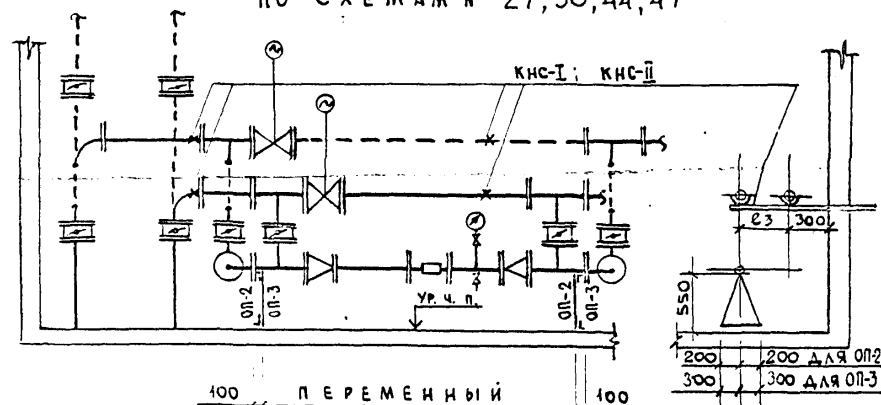 ПО СХЕМАМ 27, 30, 44, 47
КНС-I; КНС-II
ℓ3 300
550
ОП-2
ОП-3
УР. Ч. П.
ОП-2
ОП-3
200 200 ДЛЯ ОП-2
300 300 ДЛЯ ОП-3
100 ПЕРЕМЕННЫЙ 100